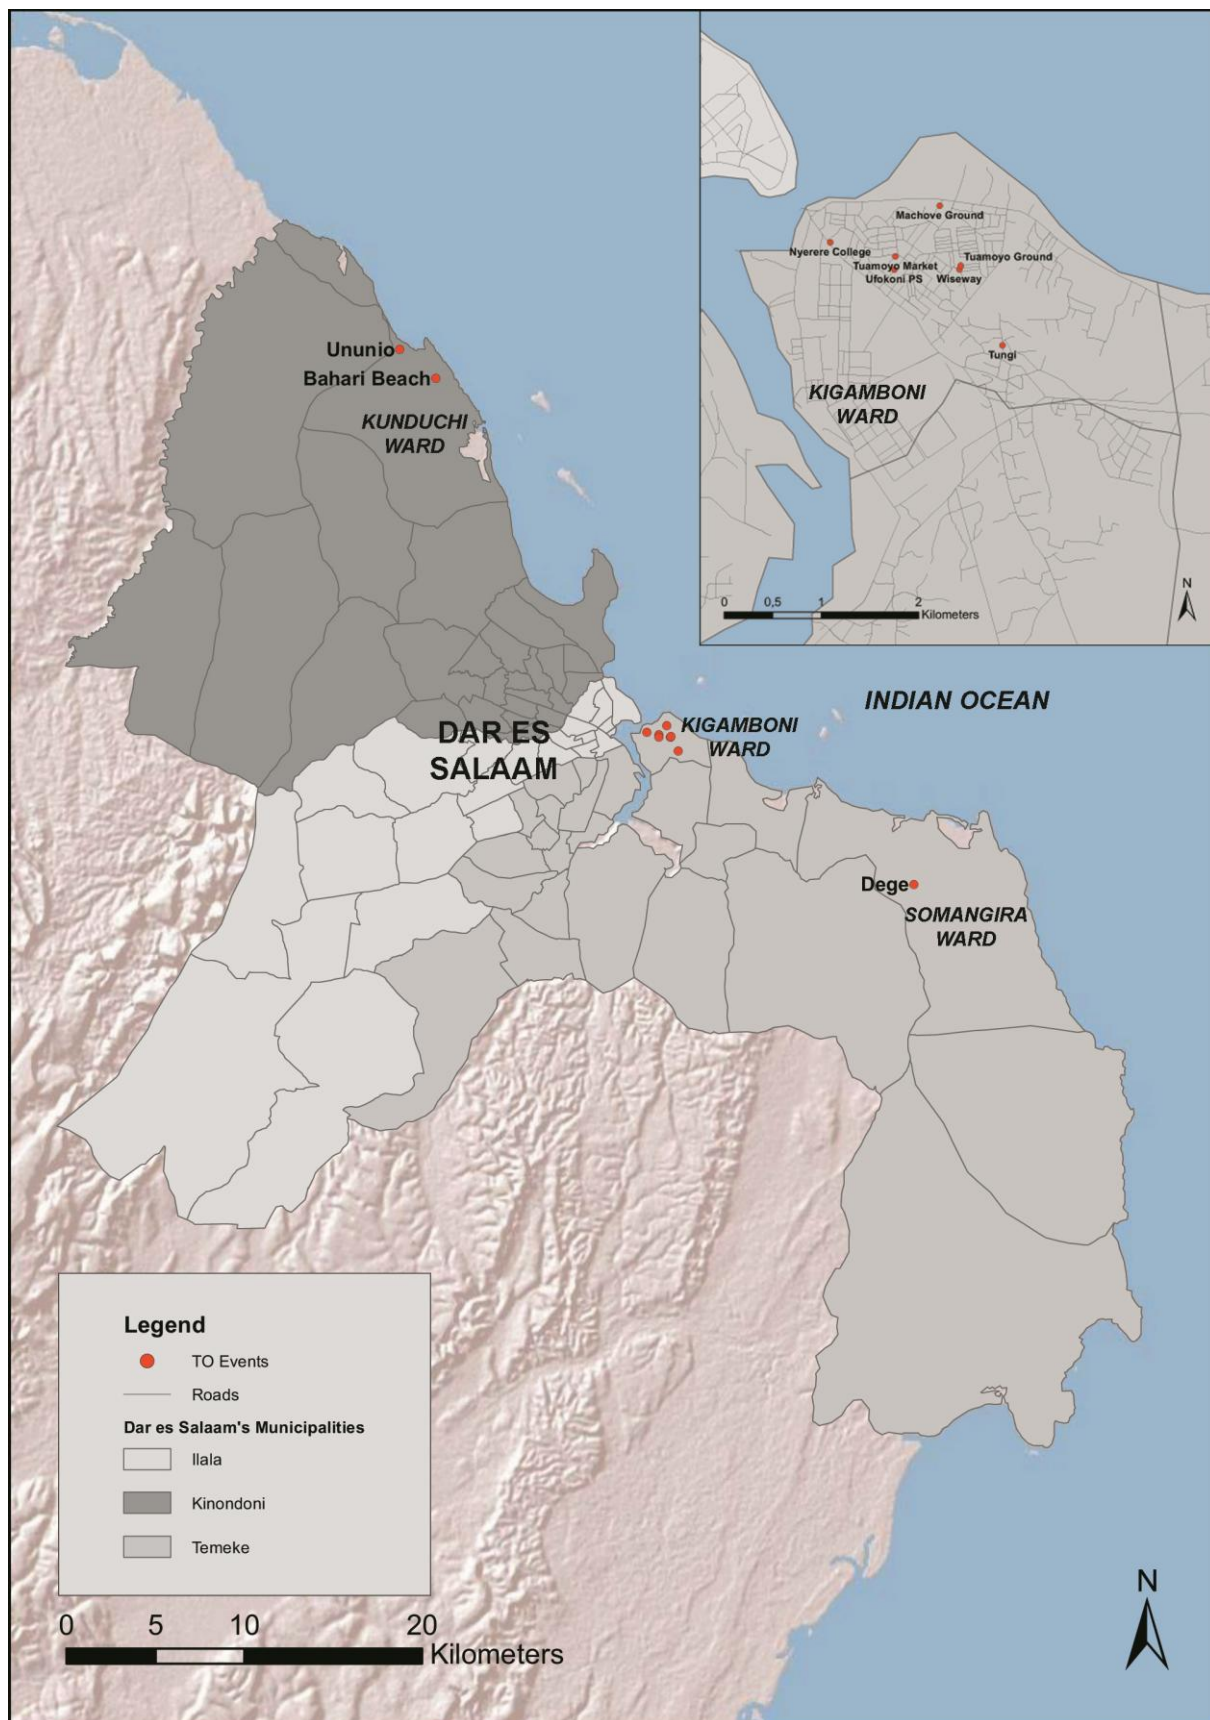 Machove Ground
Nyerere College
Tuamoyo Ground
Tuamoyo Market
Ufokoni PS
Wiseway
Tungi
KIGAMBONI
WARD
N
0 0,5 1 2
Kilometers
Ununio
Bahari Beach
KUNDUCHI
WARD
INDIAN OCEAN
DAR ES
SALAAM
KIGAMBONI
WARD
Dege
SOMANGIRA
WARD
Legend
TO Events
Roads
Dar es Salaam's Municipalities
Ilala
Kinondoni
Temeke
0 5 10 20
Kilometers
N